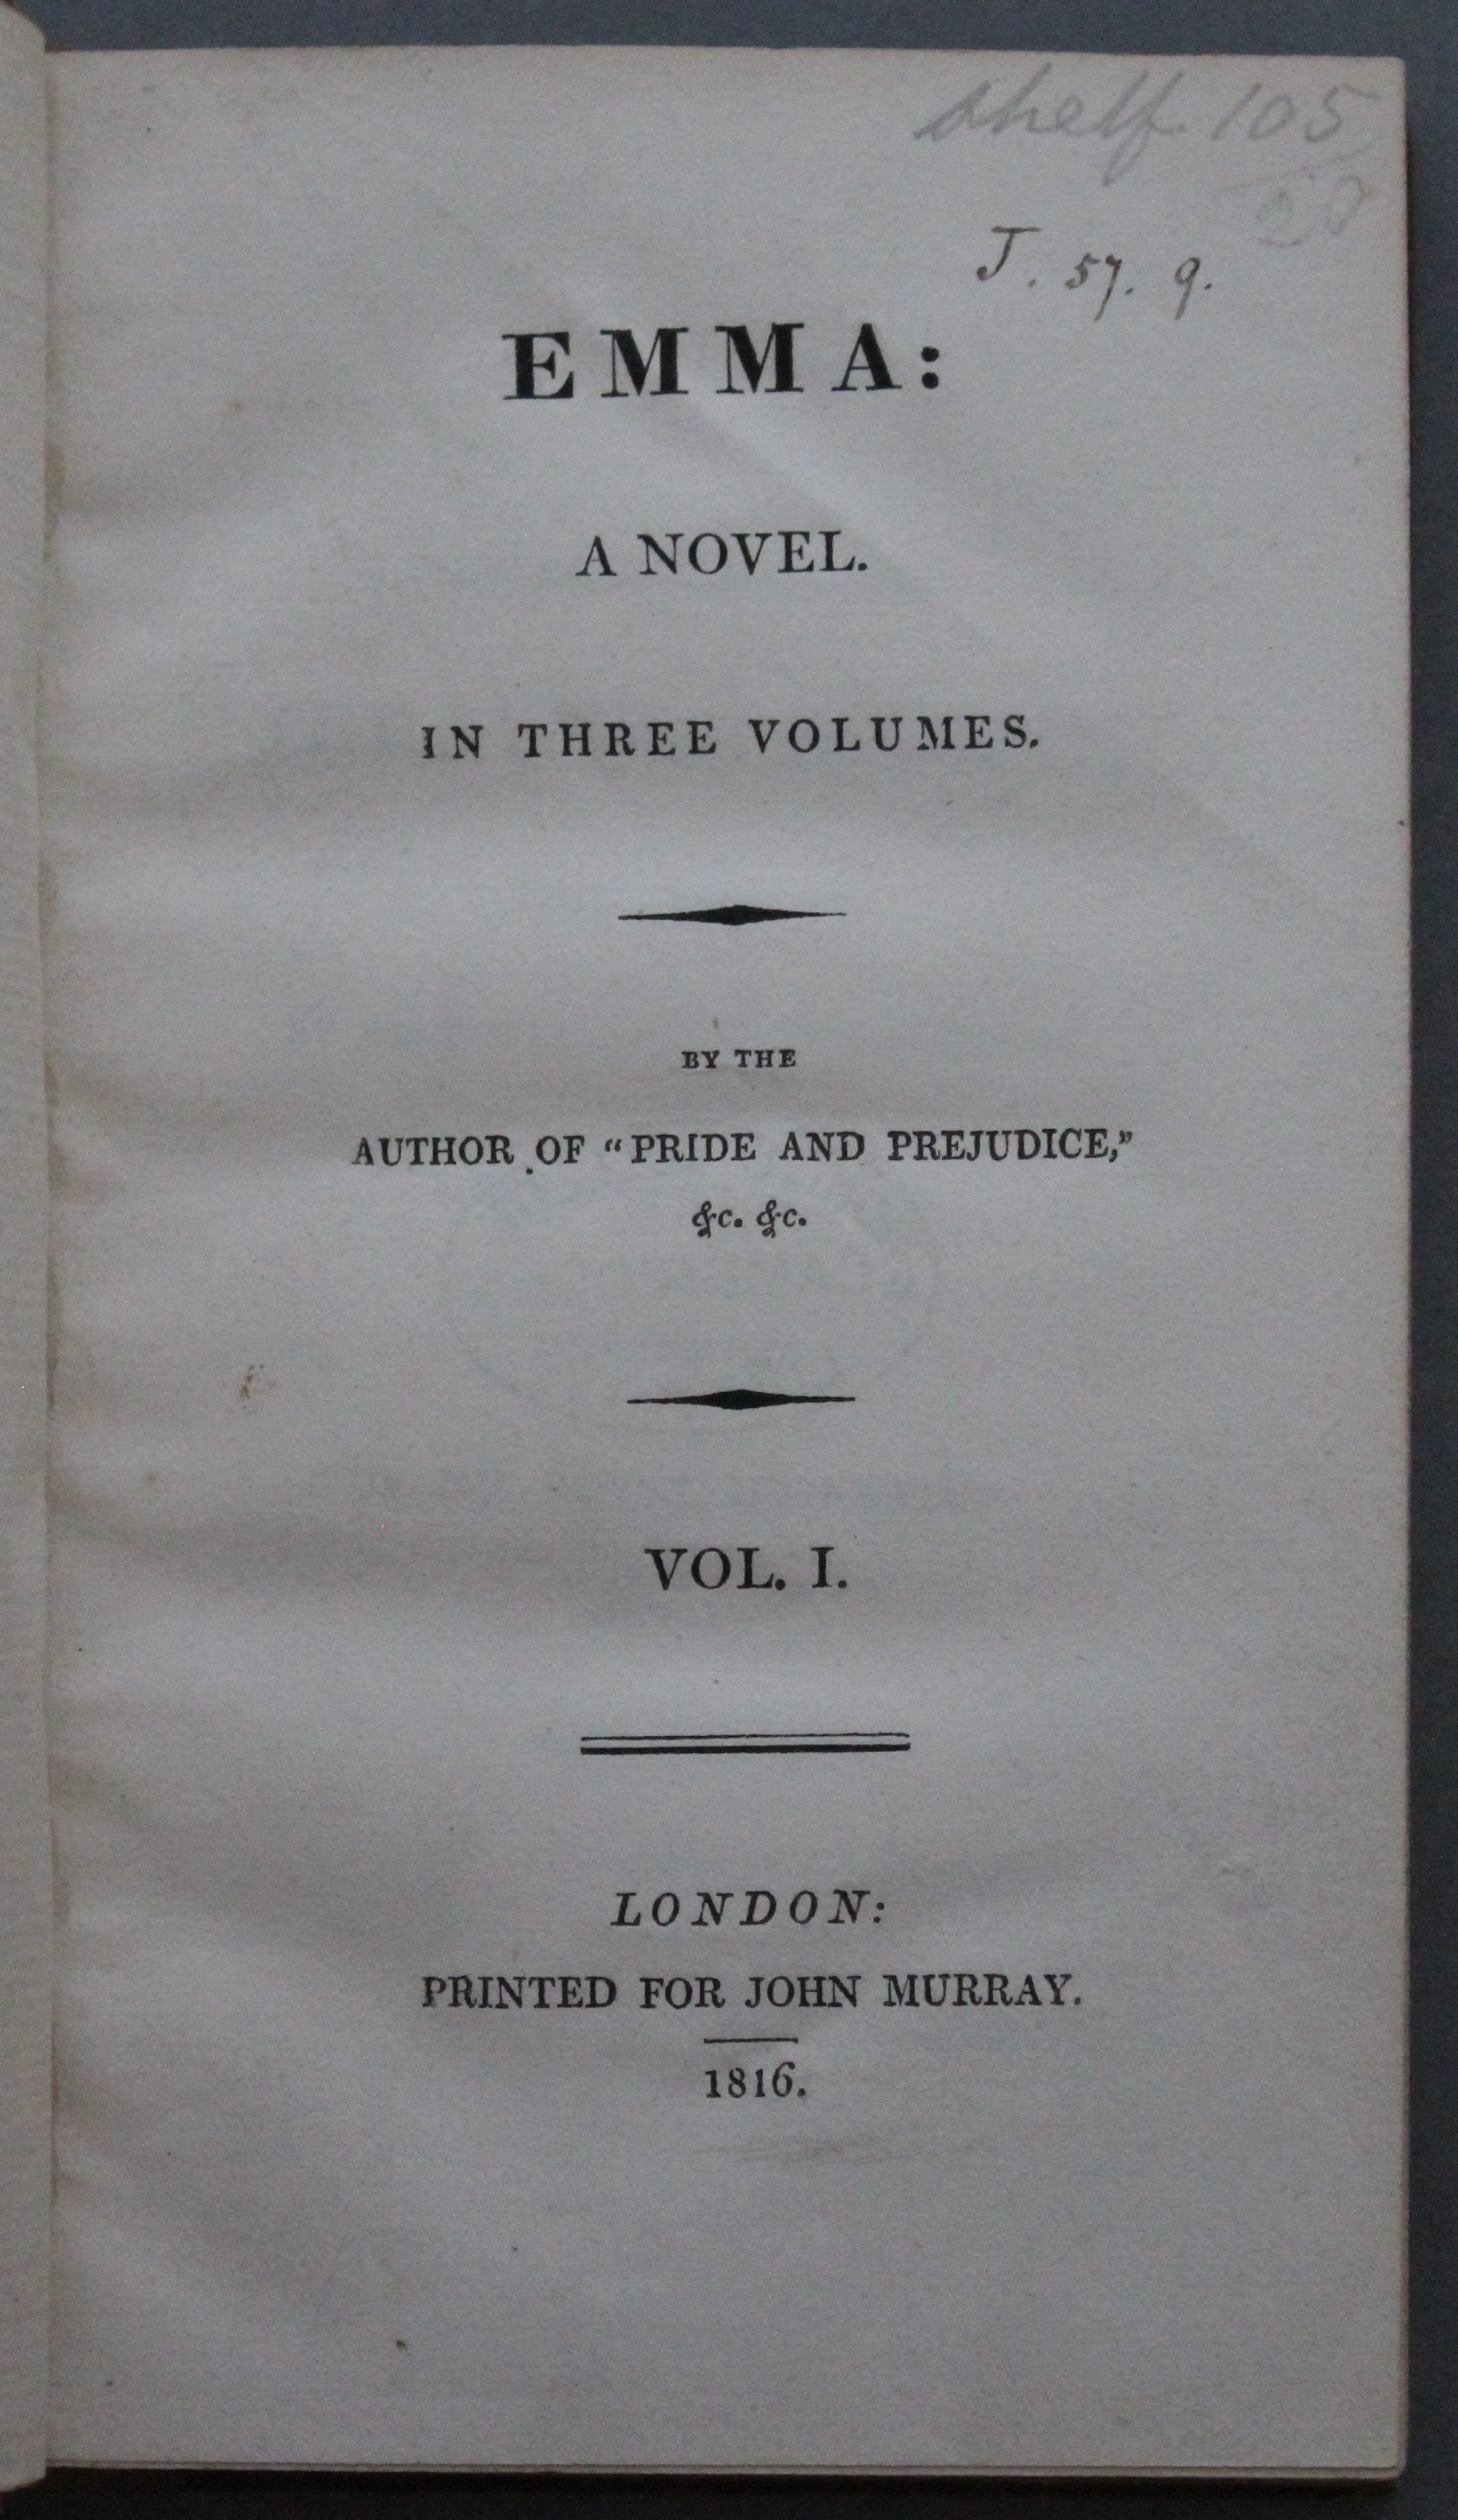 shelf 105
20
J. 57. 9.
EMMA:
A NOVEL.
IN THREE VOLUMES.
BY THE
AUTHOR OF “PRIDE AND PREJUDICE,”
&c. &c.
VOL. I.
LONDON:
PRINTED FOR JOHN MURRAY.
1816.